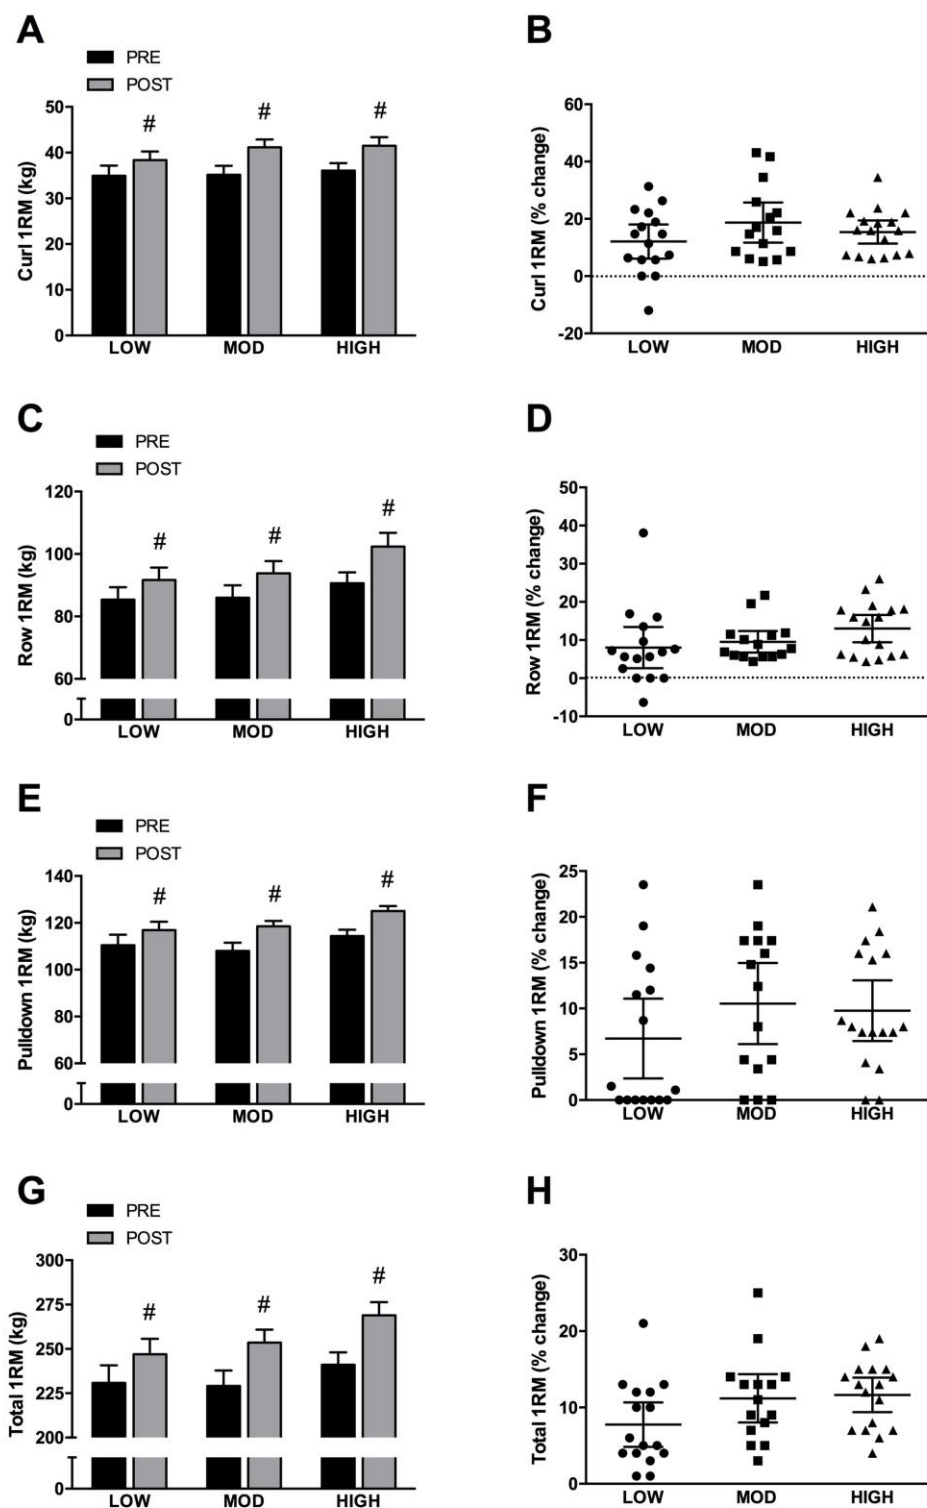 A
PRE
POST
Curl 1RM (kg)
50
40
30
20
10
0
# # #
LOW MOD HIGH
B
Curl 1RM (% change)
60
40
20
0
-20
LOW MOD HIGH
C
PRE
POST
Row 1RM (kg)
120
100
80
60
0
# # #
LOW MOD HIGH
D
Row 1RM (% change)
50
40
30
20
10
0
-10
LOW MOD HIGH
E
PRE
POST
Pulldown 1RM (kg)
140
120
100
80
60
0
# # #
LOW MOD HIGH
F
Pulldown 1RM (% change)
25
20
15
10
5
0
LOW MOD HIGH
G
PRE
POST
Total 1RM (kg)
300
275
250
225
200
0
# # #
LOW MOD HIGH
H
Total 1RM (% change)
30
20
10
0
LOW MOD HIGH